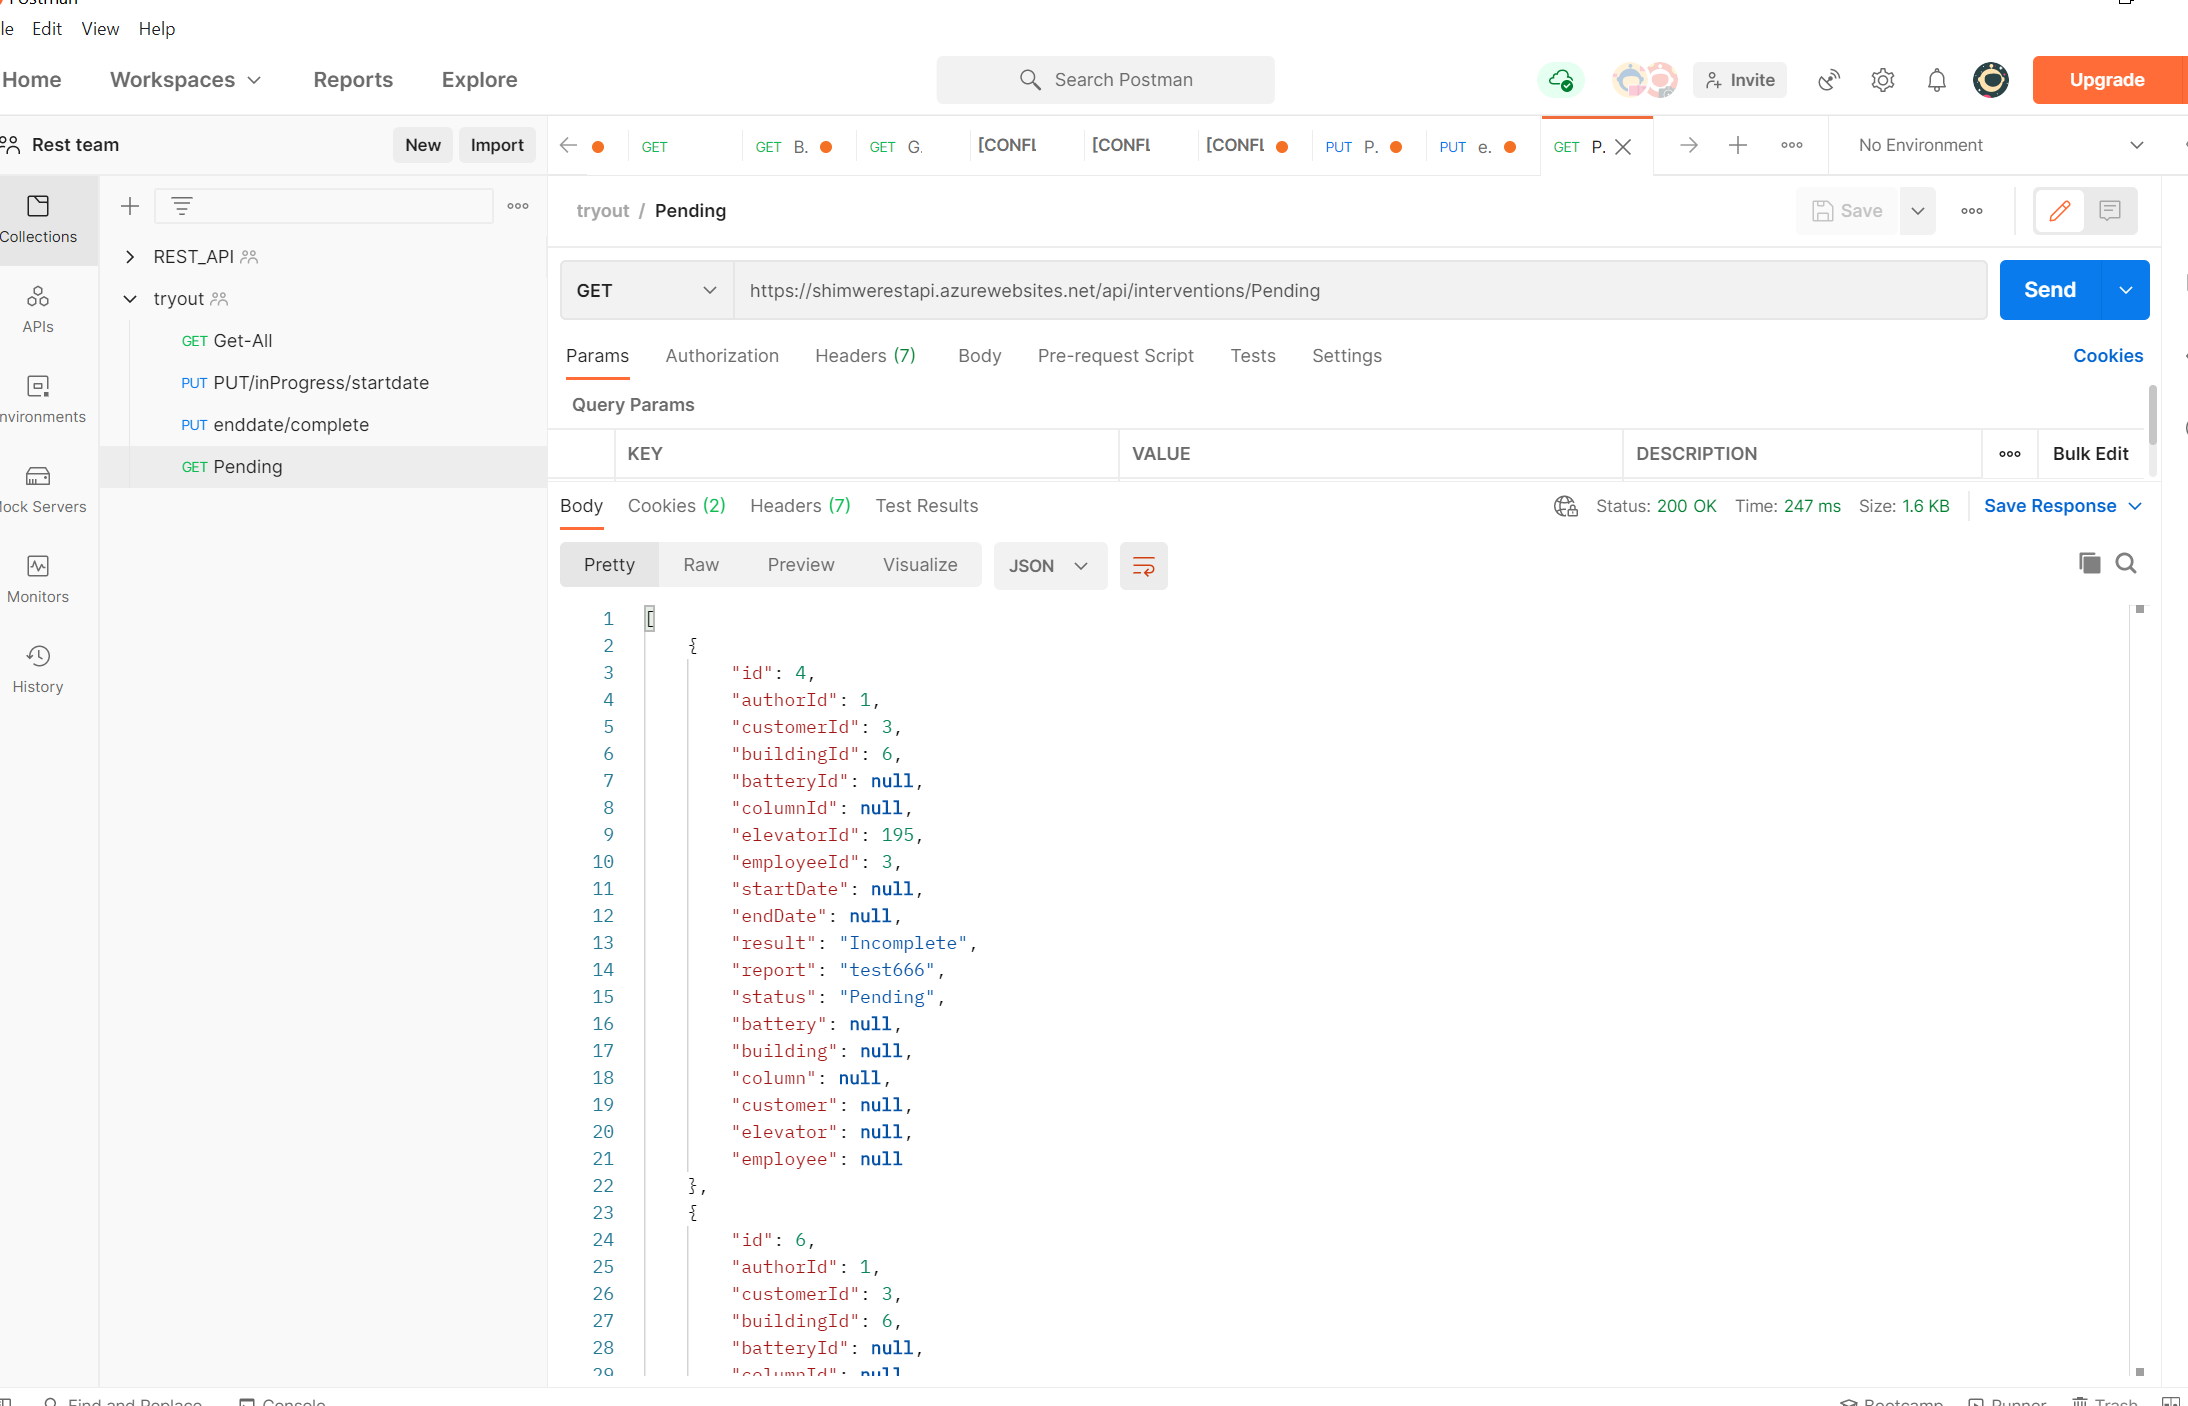 Postman
le Edit View Help
Home Workspaces Reports Explore Search Postman Invite Upgrade
Rest team New Import GET GET B. GET G. [CONFL [CONFL [CONFL PUT P. PUT e. GET P. No Environment
Collections
APIs
nvironments
lock Servers
Monitors
History
REST_API
tryout
GET Get-All
PUT PUT/inProgress/startdate
PUT enddate/complete
GET Pending
tryout / Pending Save
GET https://shimwerestapi.azurewebsites.net/api/interventions/Pending Send
Params Authorization Headers (7) Body Pre-request Script Tests Settings Cookies
Query Params
KEY VALUE DESCRIPTION Bulk Edit
Body Cookies (2) Headers (7) Test Results Status: 200 OK Time: 247 ms Size: 1.6 KB Save Response
Pretty Raw Preview Visualize JSON
1 [
2 {
3 "id": 4,
4 "authorId": 1,
5 "customerId": 3,
6 "buildingId": 6,
7 "batteryId": null,
8 "columnId": null,
9 "elevatorId": 195,
10 "employeeId": 3,
11 "startDate": null,
12 "endDate": null,
13 "result": "Incomplete",
14 "report": "test666",
15 "status": "Pending",
16 "battery": null,
17 "building": null,
18 "column": null,
19 "customer": null,
20 "elevator": null,
21 "employee": null
22 },
23 {
24 "id": 6,
25 "authorId": 1,
26 "customerId": 3,
27 "buildingId": 6,
28 "batteryId": null,
29 "columnId": null
Find and Replace Console Bootcamp Runner Trash